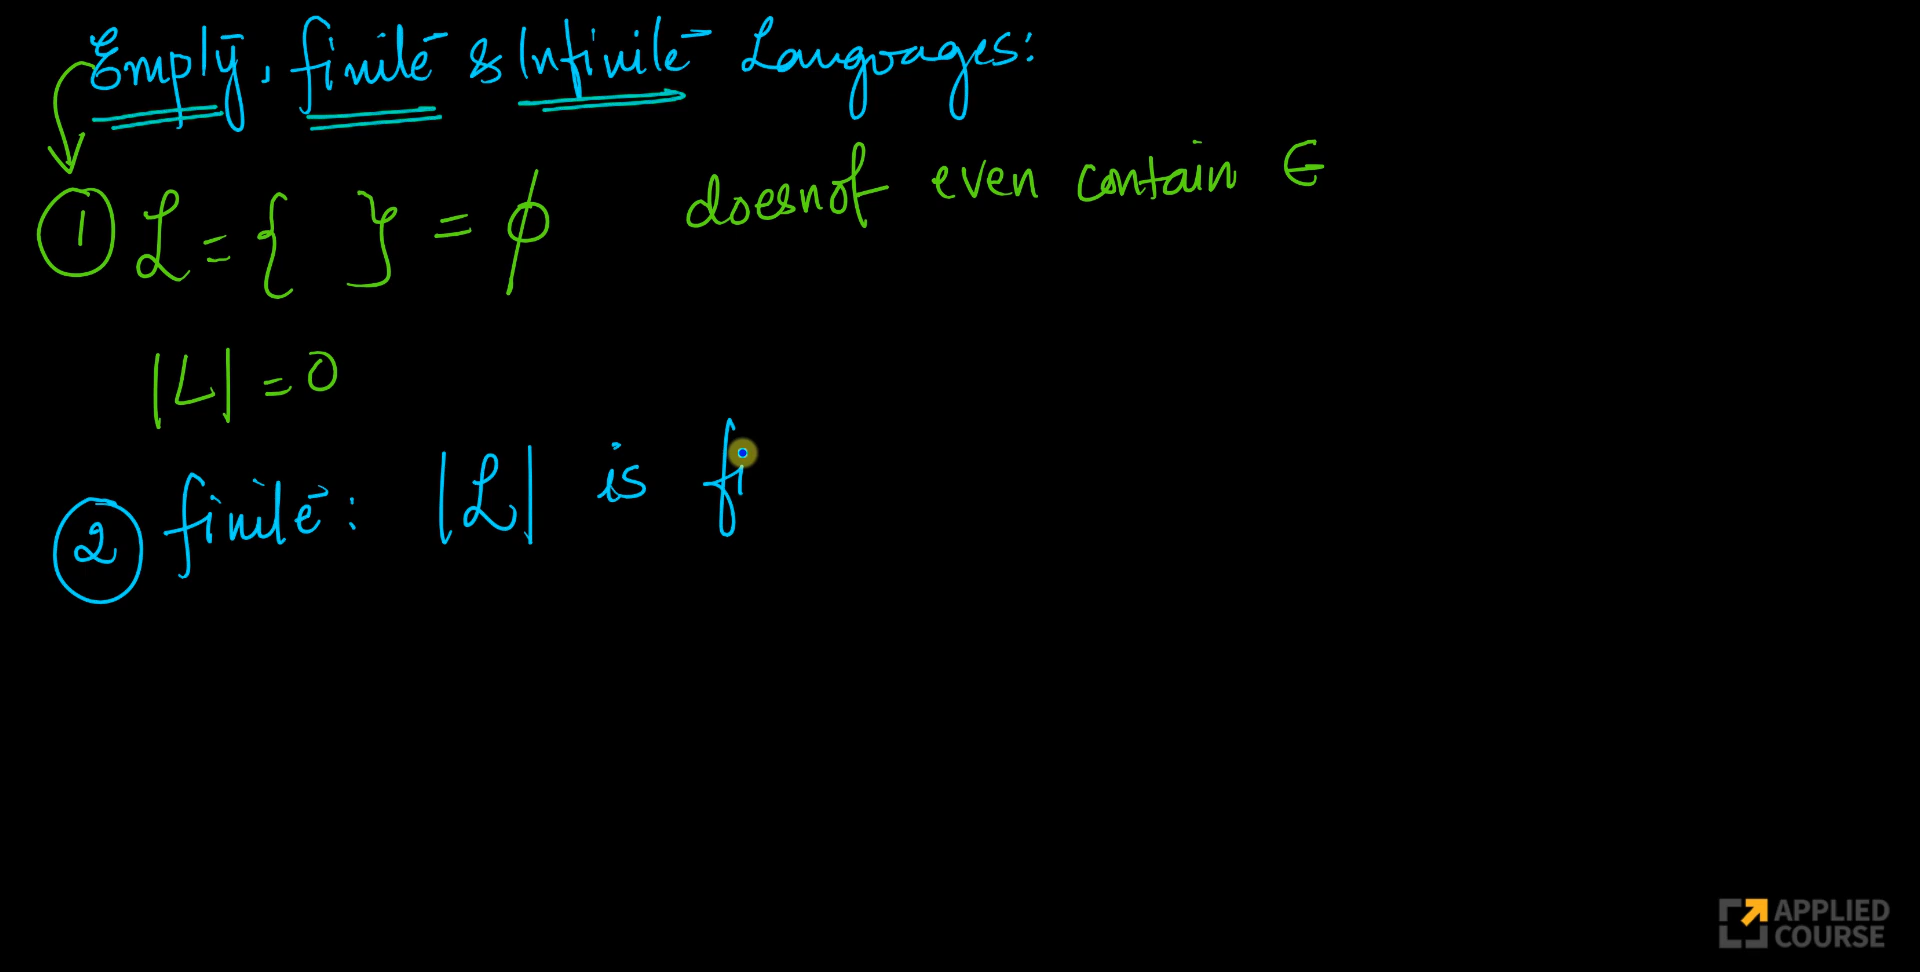 Empty, finite & Infinite Languages:
① L = { } = ϕ doesnot even contain ∈
|L| = 0
② finite: |L| is fi
APPLIED
COURSE